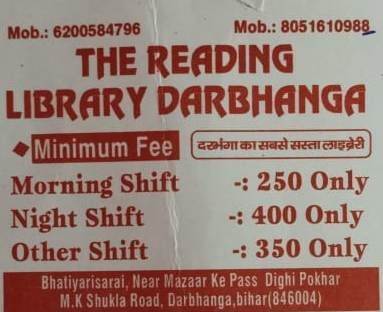 Mob.: 6200584796 Mob.: 8051610988
THE READING
LIBRARY DARBHANGA
Minimum Fee दरभंगा का सबसे सस्ता लाइब्रेरी
Morning Shift -: 250 Only
Night Shift -: 400 Only
Other Shift -: 350 Only
Bhatiyarisarai, Near Mazaar Ke Pass Dighi Pokhar
M.K Shukla Road, Darbhanga,bihar(846004)